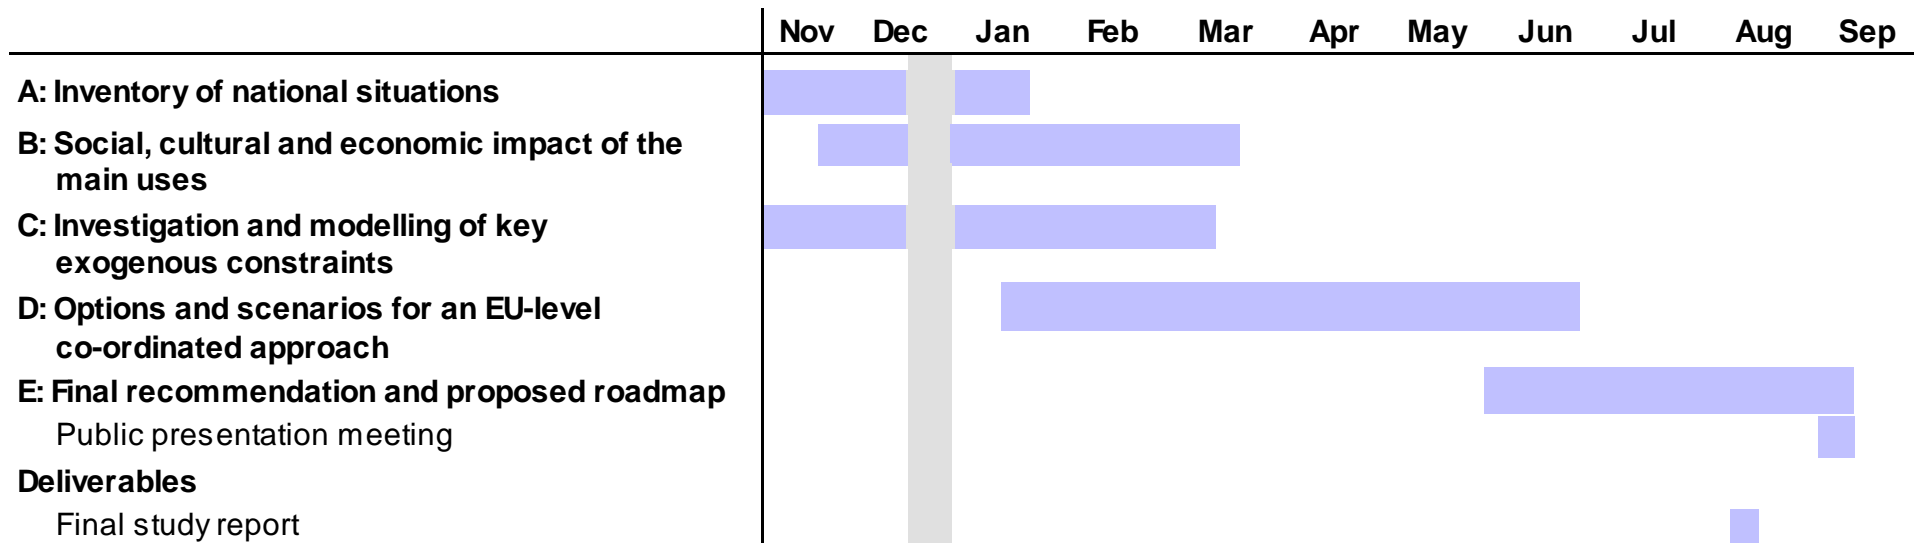 Nov Dec Jan Feb Mar Apr May Jun Jul Aug Sep
A: Inventory of national situations
B: Social, cultural and economic impact of the
main uses
C: Investigation and modelling of key
exogenous constraints
D: Options and scenarios for an EU-level
co-ordinated approach
E: Final recommendation and proposed roadmap
Public presentation meeting
Deliverables
Final study report